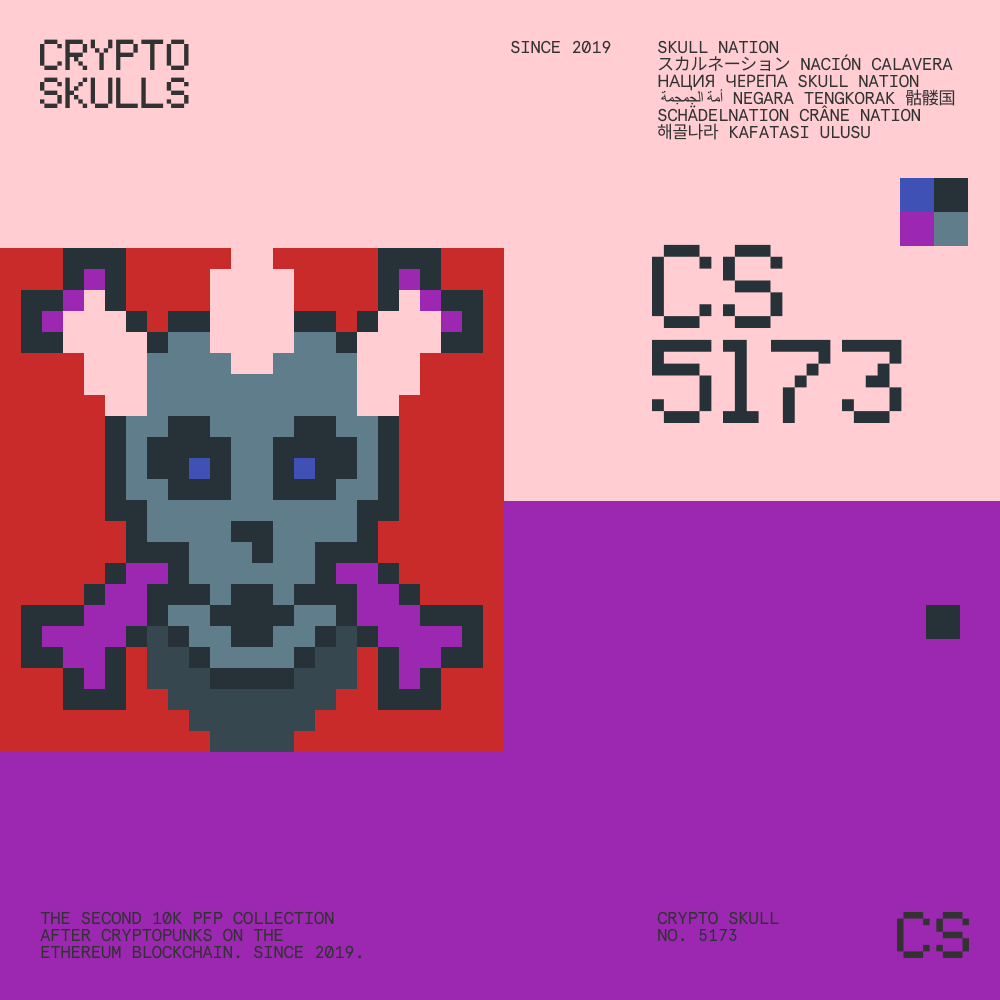 CRYPTO
SKULLS
SINCE 2019
SKULL NATION
スカルネーション NACIÓN CALAVERA
НАЦИЯ ЧЕРЕПА SKULL NATION
أمة الجمجمة NEGARA TENGKORAK 骷髅国
SCHÄDELNATION CRÂNE NATION
해골나라 KAFATASI ULUSU
CS
5173
THE SECOND 10K PFP COLLECTION
AFTER CRYPTOPUNKS ON THE
ETHEREUM BLOCKCHAIN. SINCE 2019.
CRYPTO SKULL
NO. 5173
CS